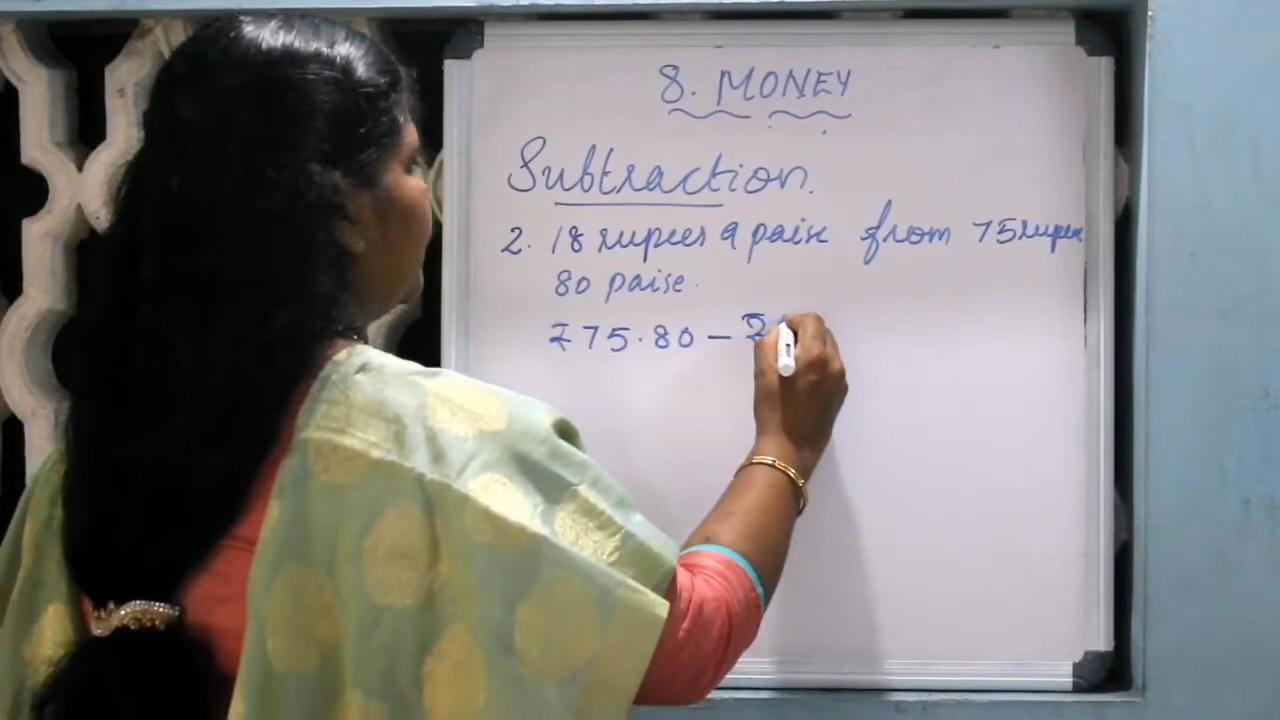 8. MONEY
Subtraction.
2. 18 rupees 9 paise from 75 rupees
80 paise.
₹75.80 – ₹